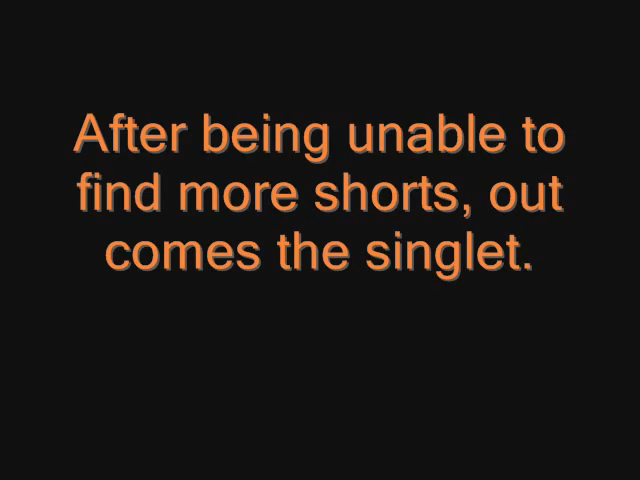 After being unable to
find more shorts, out
comes the singlet.